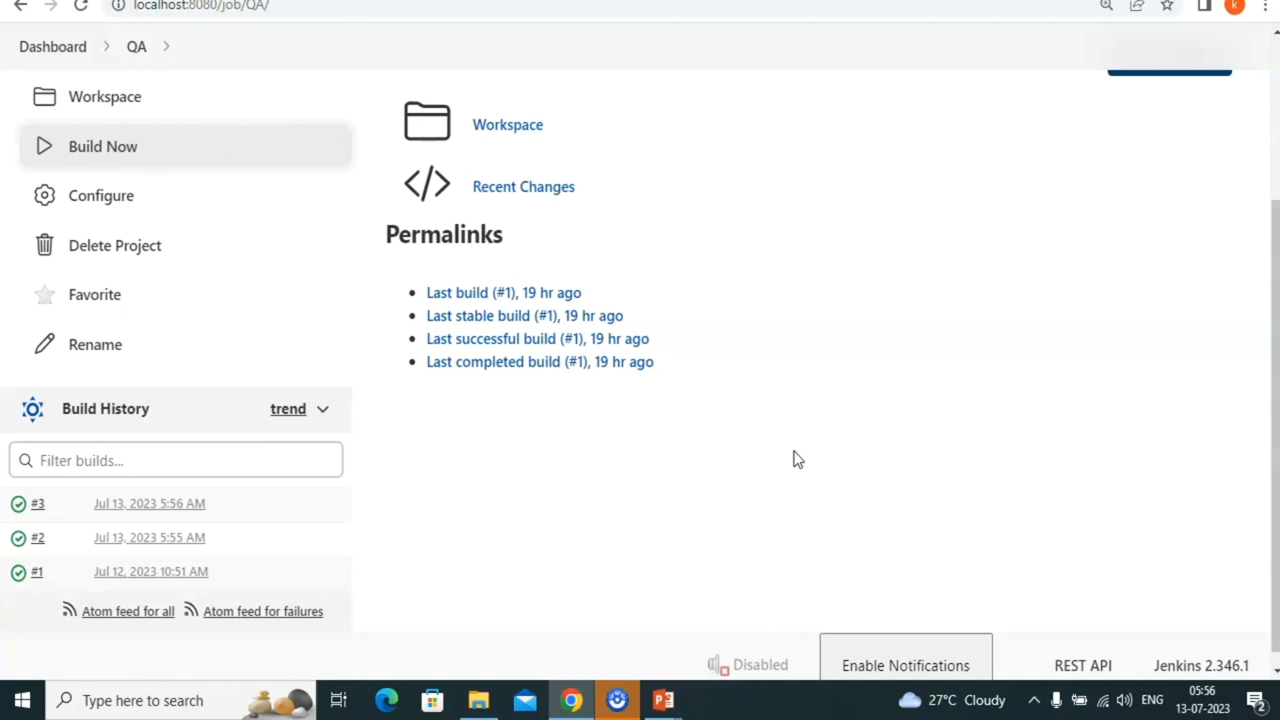 localhost:8080/job/QA/
k
Dashboard QA
Workspace
Build Now
Configure
Delete Project
Favorite
Rename
Build History trend
Filter builds...
#3 Jul 13, 2023 5:56 AM
#2 Jul 13, 2023 5:55 AM
#1 Jul 12, 2023 10:51 AM
Atom feed for all Atom feed for failures
Workspace
Recent Changes
Permalinks
Last build (#1), 19 hr ago
Last stable build (#1), 19 hr ago
Last successful build (#1), 19 hr ago
Last completed build (#1), 19 hr ago
Disabled Enable Notifications REST API Jenkins 2.346.1
Type here to search
27°C Cloudy
ENG
05:56
13-07-2023
2